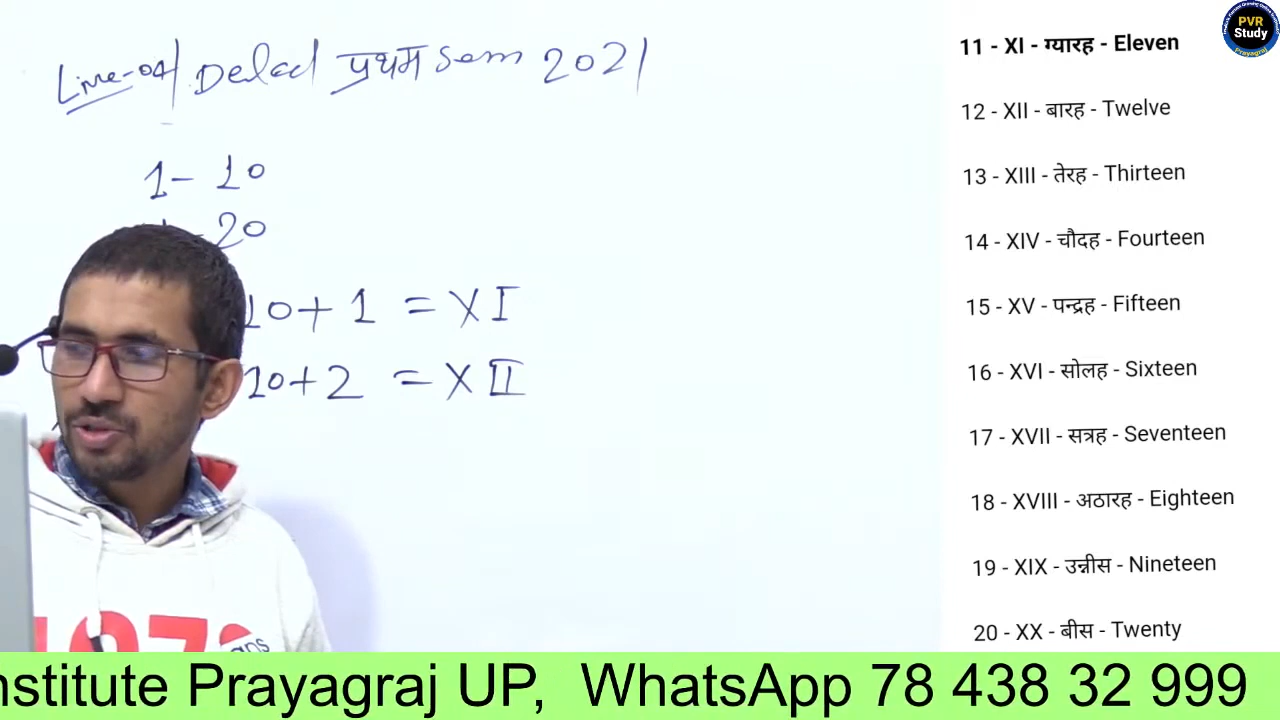 Live-04 Deled प्रथम Sem 2021
1- 10
-20
10+1 = XI
10+2 = XII
11 - XI - ग्यारह - Eleven
12 - XII - बारह - Twelve
13 - XIII - तेरह - Thirteen
14 - XIV - चौदह - Fourteen
15 - XV - पन्द्रह - Fifteen
16 - XVI - सोलह - Sixteen
17 - XVII - सत्रह - Seventeen
18 - XVIII - अठारह - Eighteen
19 - XIX - उन्नीस - Nineteen
20 - XX - बीस - Twenty
PVR
Study
Prayagraj
nstitute Prayagraj UP, WhatsApp 78 438 32 999